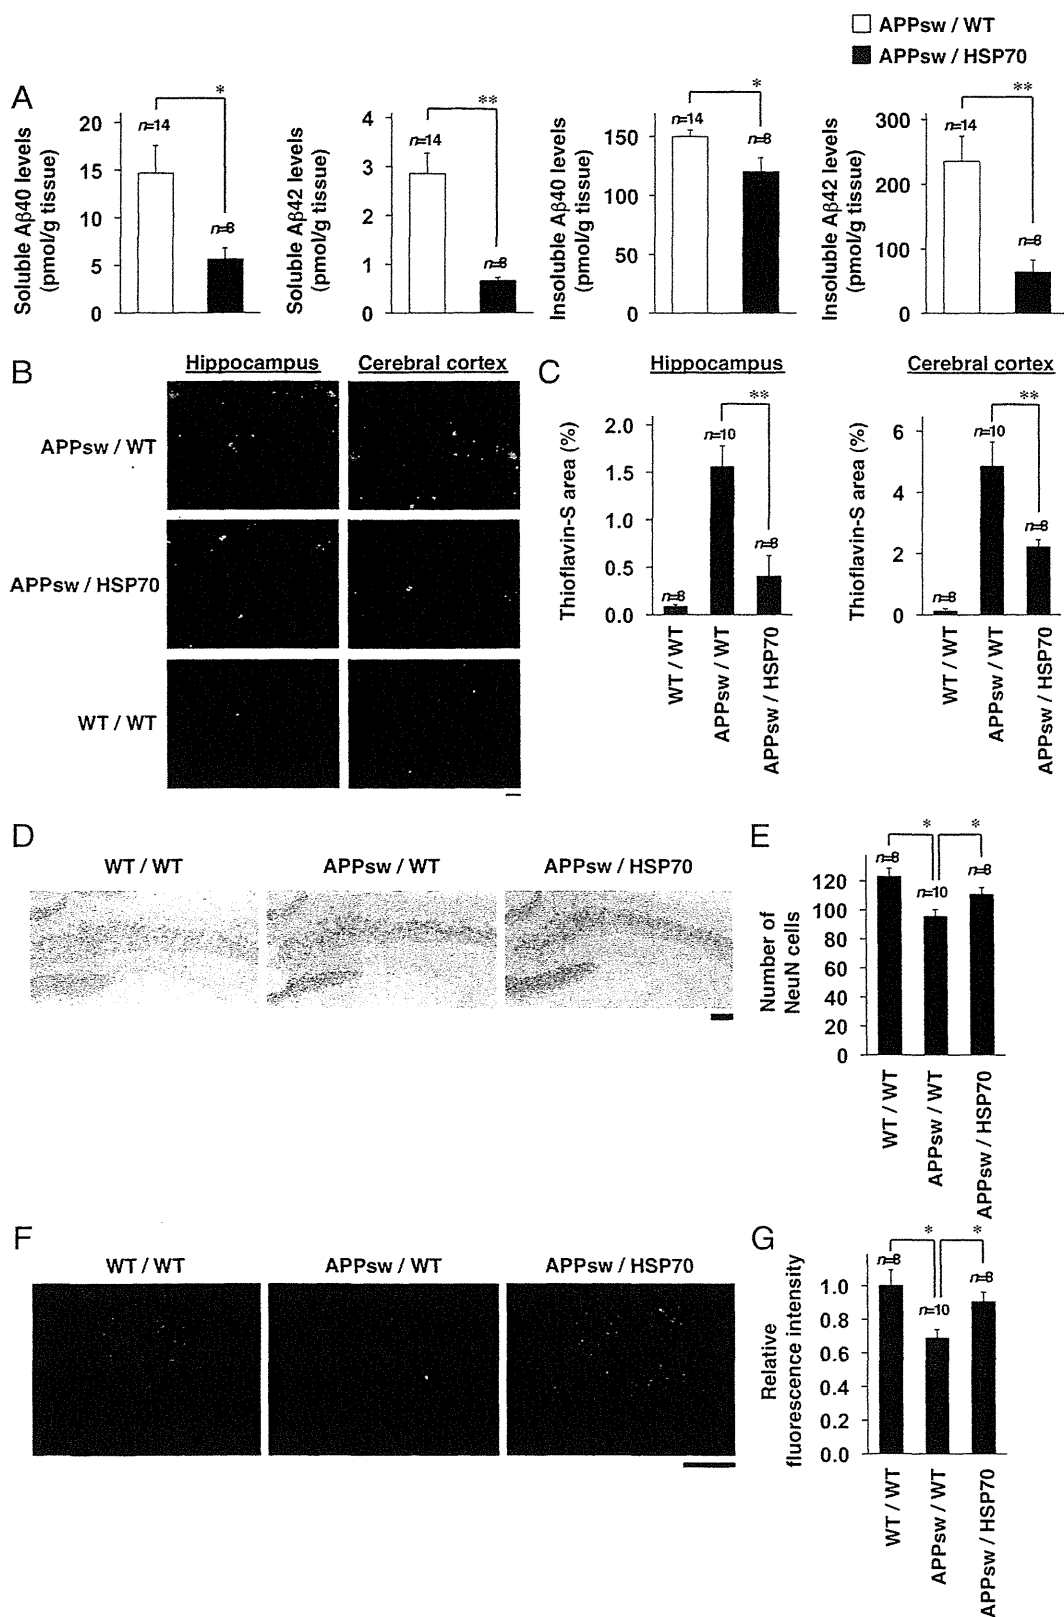 APPsw / WT
APPsw / HSP70
A
Soluble Aβ40 levels
(pmol/g tissue)
20
15
10
5
0
n=14
*
n=8
Soluble Aβ42 levels
(pmol/g tissue)
4
3
2
1
0
n=14
**
n=8
Insoluble Aβ40 levels
(pmol/g tissue)
150
100
50
0
n=14
*
n=8
Insoluble Aβ42 levels
(pmol/g tissue)
300
200
100
0
n=14
**
n=8
B
Hippocampus
Cerebral cortex
APPsw / WT
APPsw / HSP70
WT / WT
C
Hippocampus
Thioflavin-S area (%)
2.0
1.5
1.0
0.5
0.0
n=8
n=10
**
n=8
WT / WT
APPsw / WT
APPsw / HSP70
Cerebral cortex
Thioflavin-S area (%)
6
4
2
0
n=8
n=10
**
n=8
WT / WT
APPsw / WT
APPsw / HSP70
D
WT / WT
APPsw / WT
APPsw / HSP70
E
Number of
NeuN cells
120
100
80
60
40
20
0
n=8
*
n=10
*
n=8
WT / WT
APPsw / WT
APPsw / HSP70
F
WT / WT
APPsw / WT
APPsw / HSP70
G
Relative
fluorescence intensity
1.0
0.8
0.6
0.4
0.2
0.0
n=8
*
n=10
*
n=8
WT / WT
APPsw / WT
APPsw / HSP70